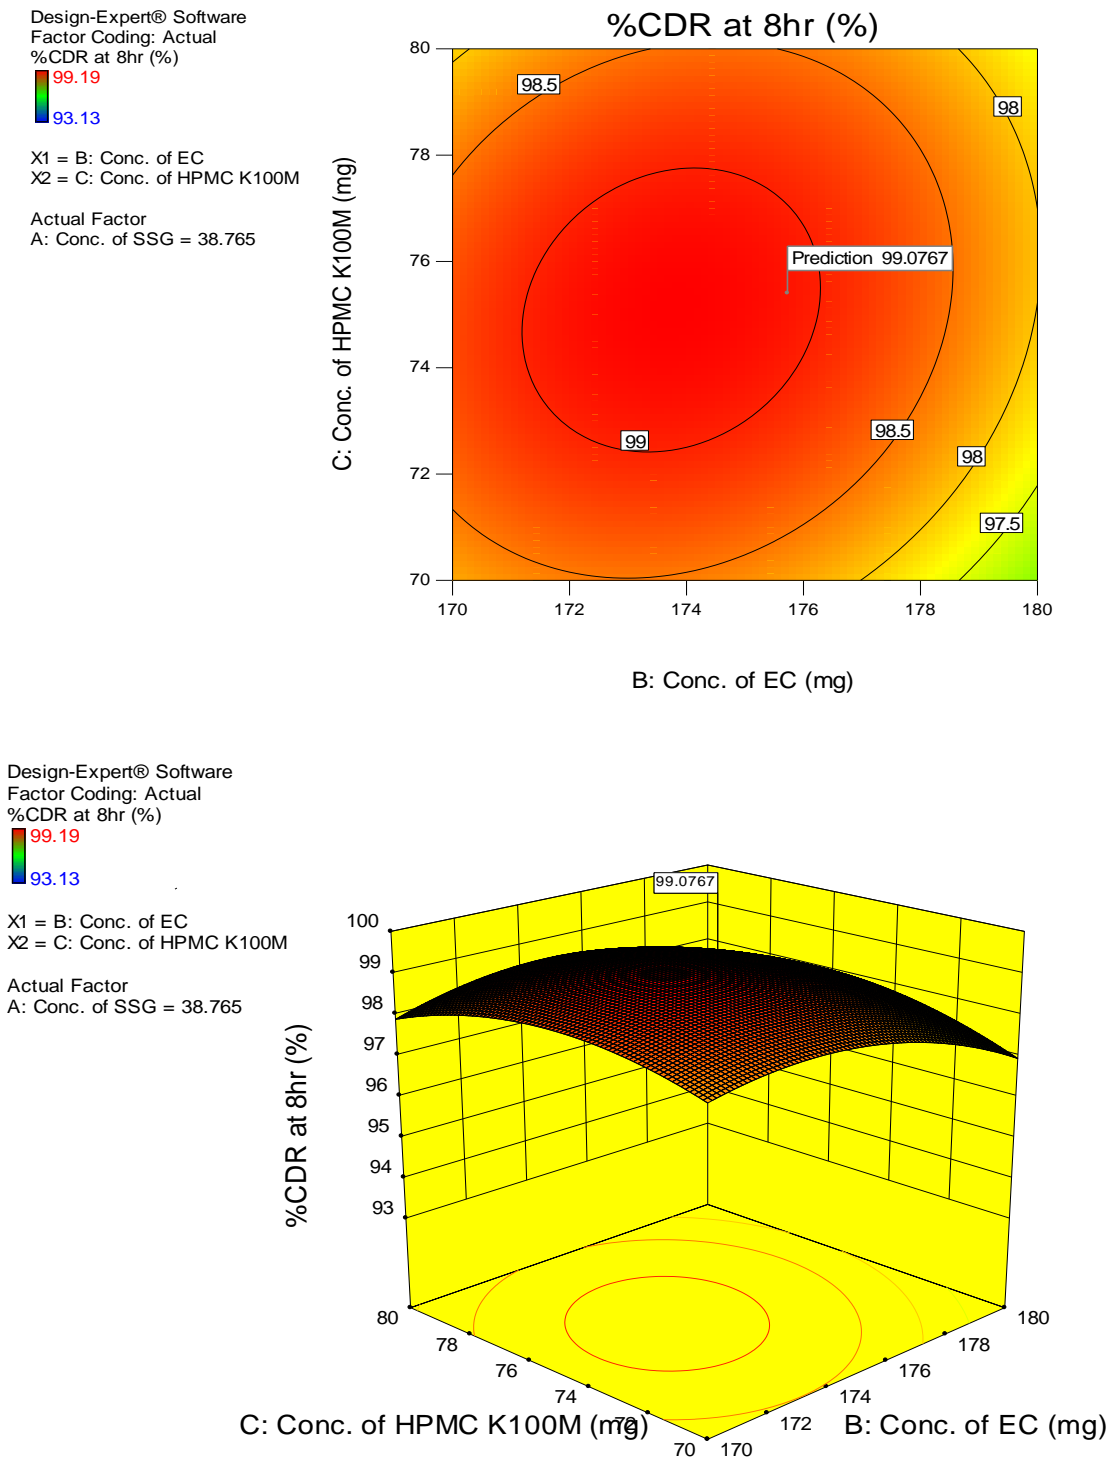 Design-Expert® Software
Factor Coding: Actual
%CDR at 8hr (%)
99.19
93.13
X1 = B: Conc. of EC
X2 = C: Conc. of HPMC K100M
Actual Factor
A: Conc. of SSG = 38.765
%CDR at 8hr (%)
C: Conc. of HPMC K100M (mg)
80
78
76
74
72
70
170
172
174
176
178
180
98.5
98
Prediction 99.0767
99
98.5
98
97.5
B: Conc. of EC (mg)
Design-Expert® Software
Factor Coding: Actual
%CDR at 8hr (%)
99.19
93.13
X1 = B: Conc. of EC
X2 = C: Conc. of HPMC K100M
Actual Factor
A: Conc. of SSG = 38.765
99.0767
%CDR at 8hr (%)
100
99
98
97
96
95
94
93
80
78
76
74
72
70
170
172
174
176
178
180
C: Conc. of HPMC K100M (mg)
B: Conc. of EC (mg)